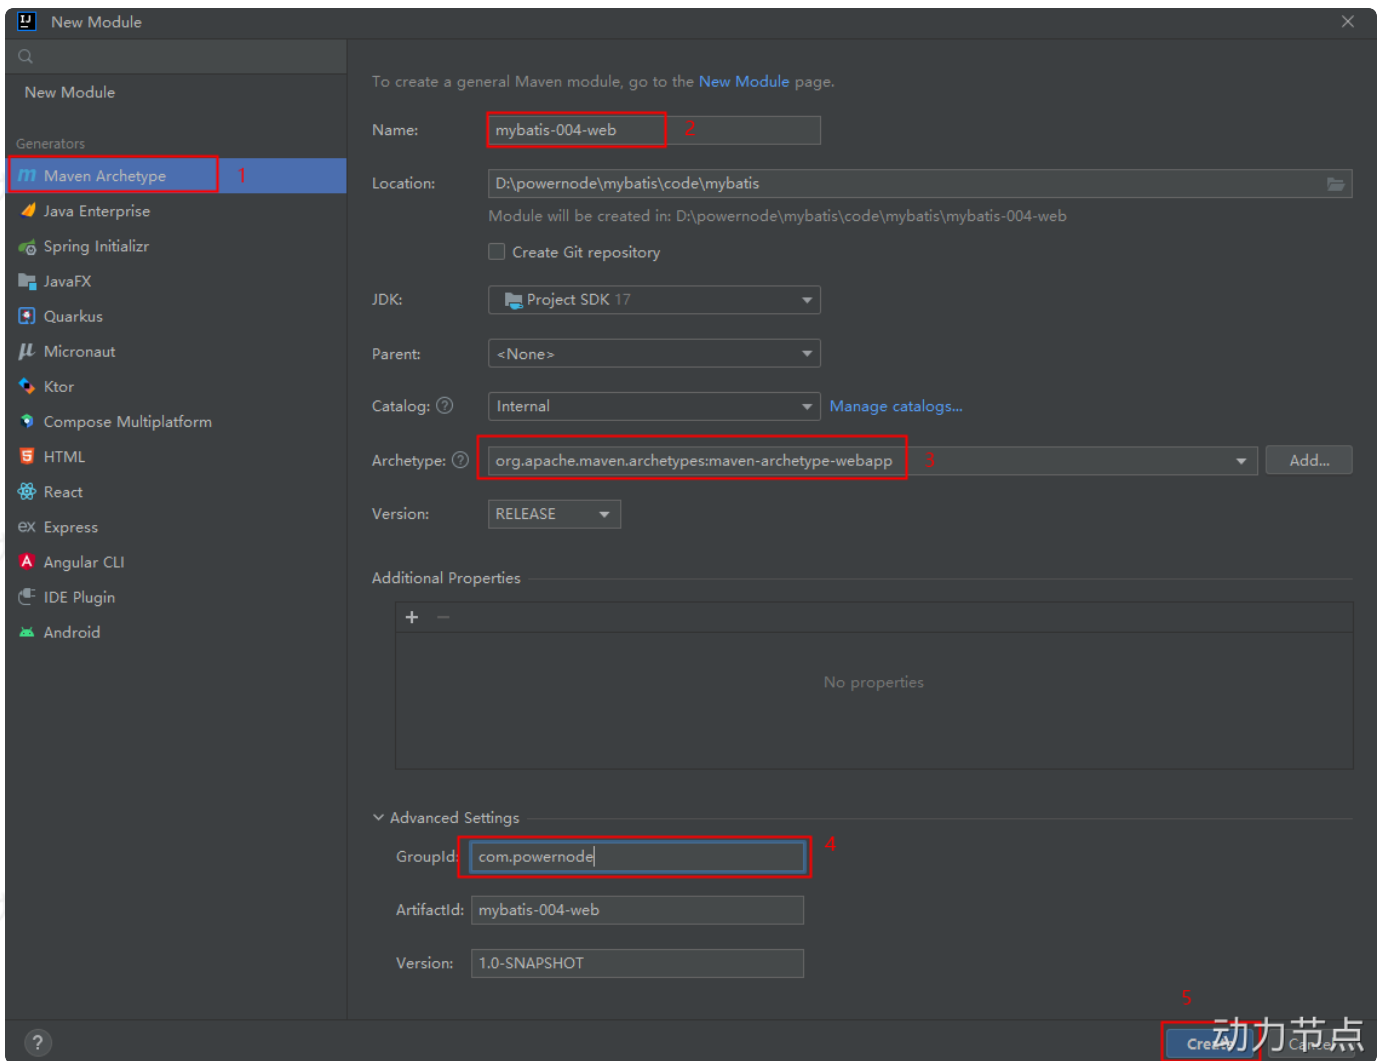 New Module
New Module
Generators
Maven Archetype 1
Java Enterprise
Spring Initializr
JavaFX
Quarkus
Micronaut
Ktor
Compose Multiplatform
HTML
React
ex Express
Angular CLI
IDE Plugin
Android
To create a general Maven module, go to the New Module page.
Name: mybatis-004-web 2
Location: D:\powernode\mybatis\code\mybatis
Module will be created in: D:\powernode\mybatis\code\mybatis\mybatis-004-web
Create Git repository
JDK: Project SDK 17
Parent: <None>
Catalog: ? Internal Manage catalogs...
Archetype: ? org.apache.maven.archetypes:maven-archetype-webapp 3 Add...
Version: RELEASE
Additional Properties
No properties
Advanced Settings
GroupId: com.powernode 4
ArtifactId: mybatis-004-web
Version: 1.0-SNAPSHOT
5
? Create Cancel
动力节点